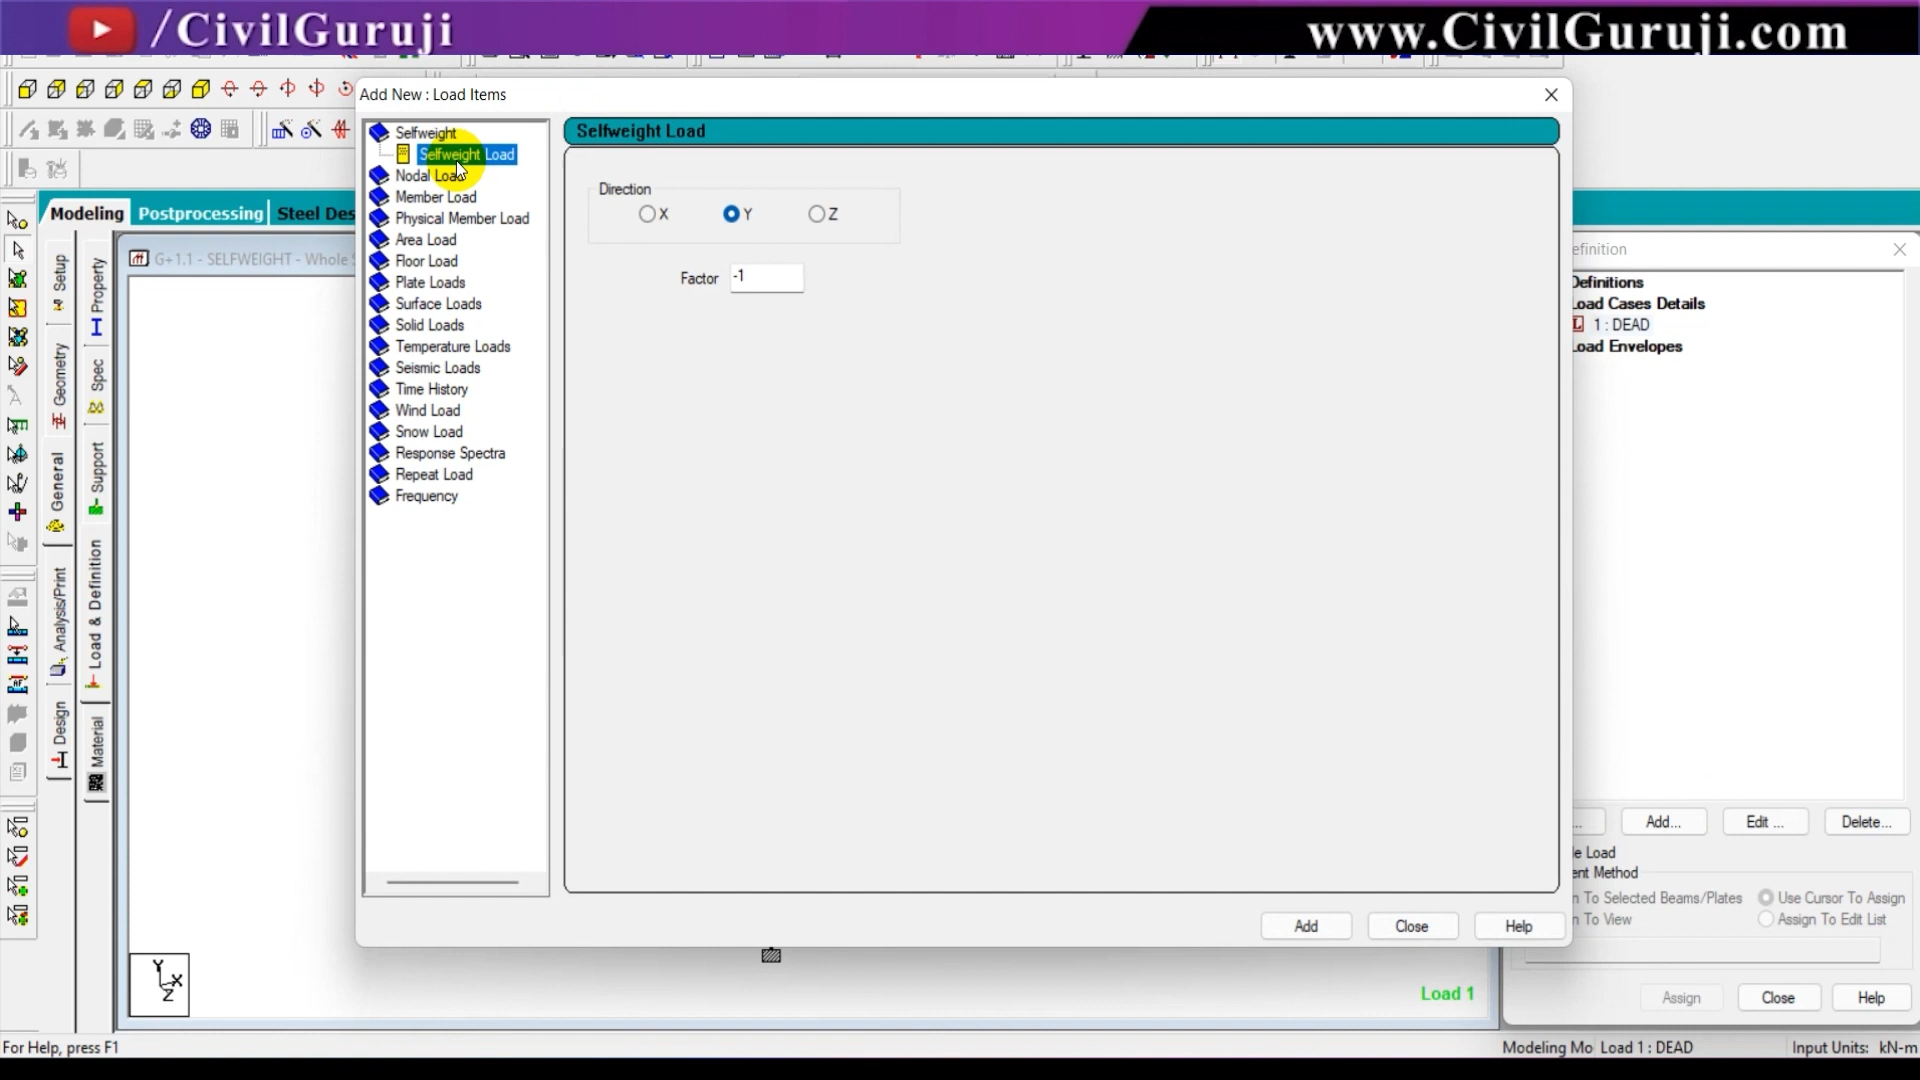 /CivilGuruji
www.CivilGuruji.com
Add New : Load Items
Selfweight
Selfweight Load
Nodal Load
Member Load
Physical Member Load
Area Load
Floor Load
Plate Loads
Surface Loads
Solid Loads
Temperature Loads
Seismic Loads
Time History
Wind Load
Snow Load
Response Spectra
Repeat Load
Frequency
Selfweight Load
Direction
X
Y
Z
Factor
-1
Add
Close
Help
Modeling
Postprocessing
Steel Des
G+1.1 - SELFWEIGHT - Whole S
Setup
Geometry
General
Analysis/Print
Design
Property
Spec
Support
Load & Definition
Material
efinition
Definitions
Load Cases Details
L 1 : DEAD
Load Envelopes
...
Add...
Edit ...
Delete...
le Load
ent Method
n To Selected Beams/Plates
Use Cursor To Assign
n To View
Assign To Edit List
Assign
Close
Help
Y
X
Z
Load 1
For Help, press F1
Modeling Mo
Load 1 : DEAD
Input Units: kN-m